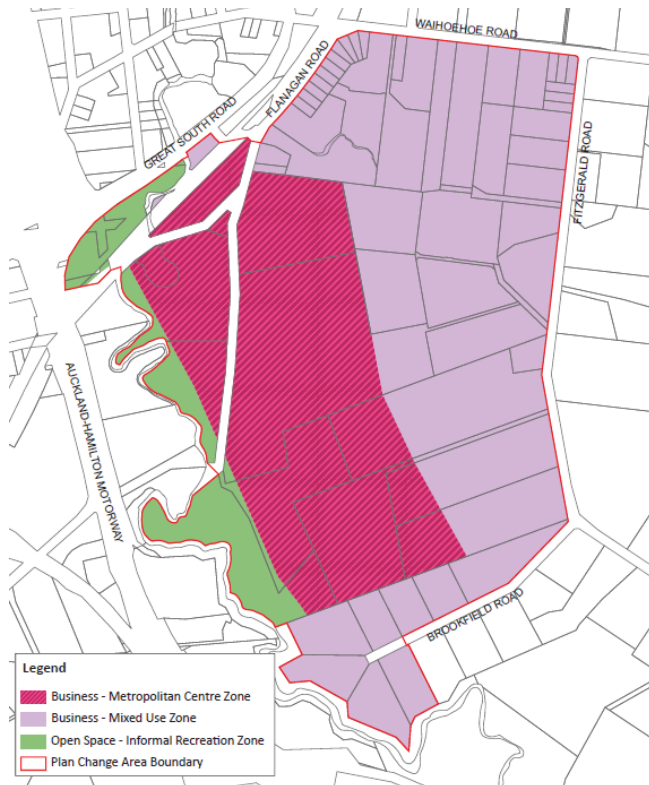 WAIHOEHOE ROAD
FLANAGAN ROAD
GREAT SOUTH ROAD
FITZGERALD ROAD
AUCKLAND-HAMILTON MOTORWAY
BROOKFIELD ROAD
Legend
Business - Metropolitan Centre Zone
Business - Mixed Use Zone
Open Space - Informal Recreation Zone
Plan Change Area Boundary